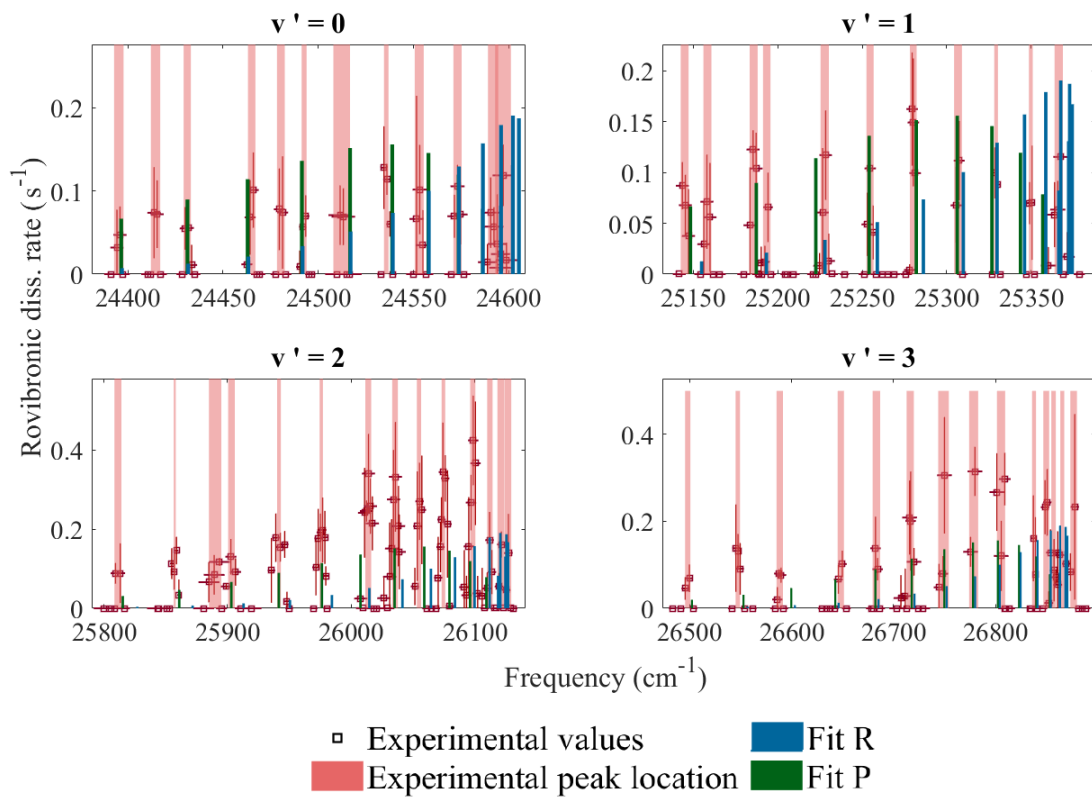 v ' = 0
v ' = 1
0.2
0.1
0
24400 24450 24500 24550 24600
0.2
0.15
0.1
0.05
0
25150 25200 25250 25300 25350
Rovibronic diss. rate ( s⁻¹)
v ' = 2
v ' = 3
0.4
0.2
0
25800 25900 26000 26100
0.4
0.2
0
26500 26600 26700 26800
Frequency (cm⁻¹)
Experimental values
Fit R
Experimental peak location
Fit P